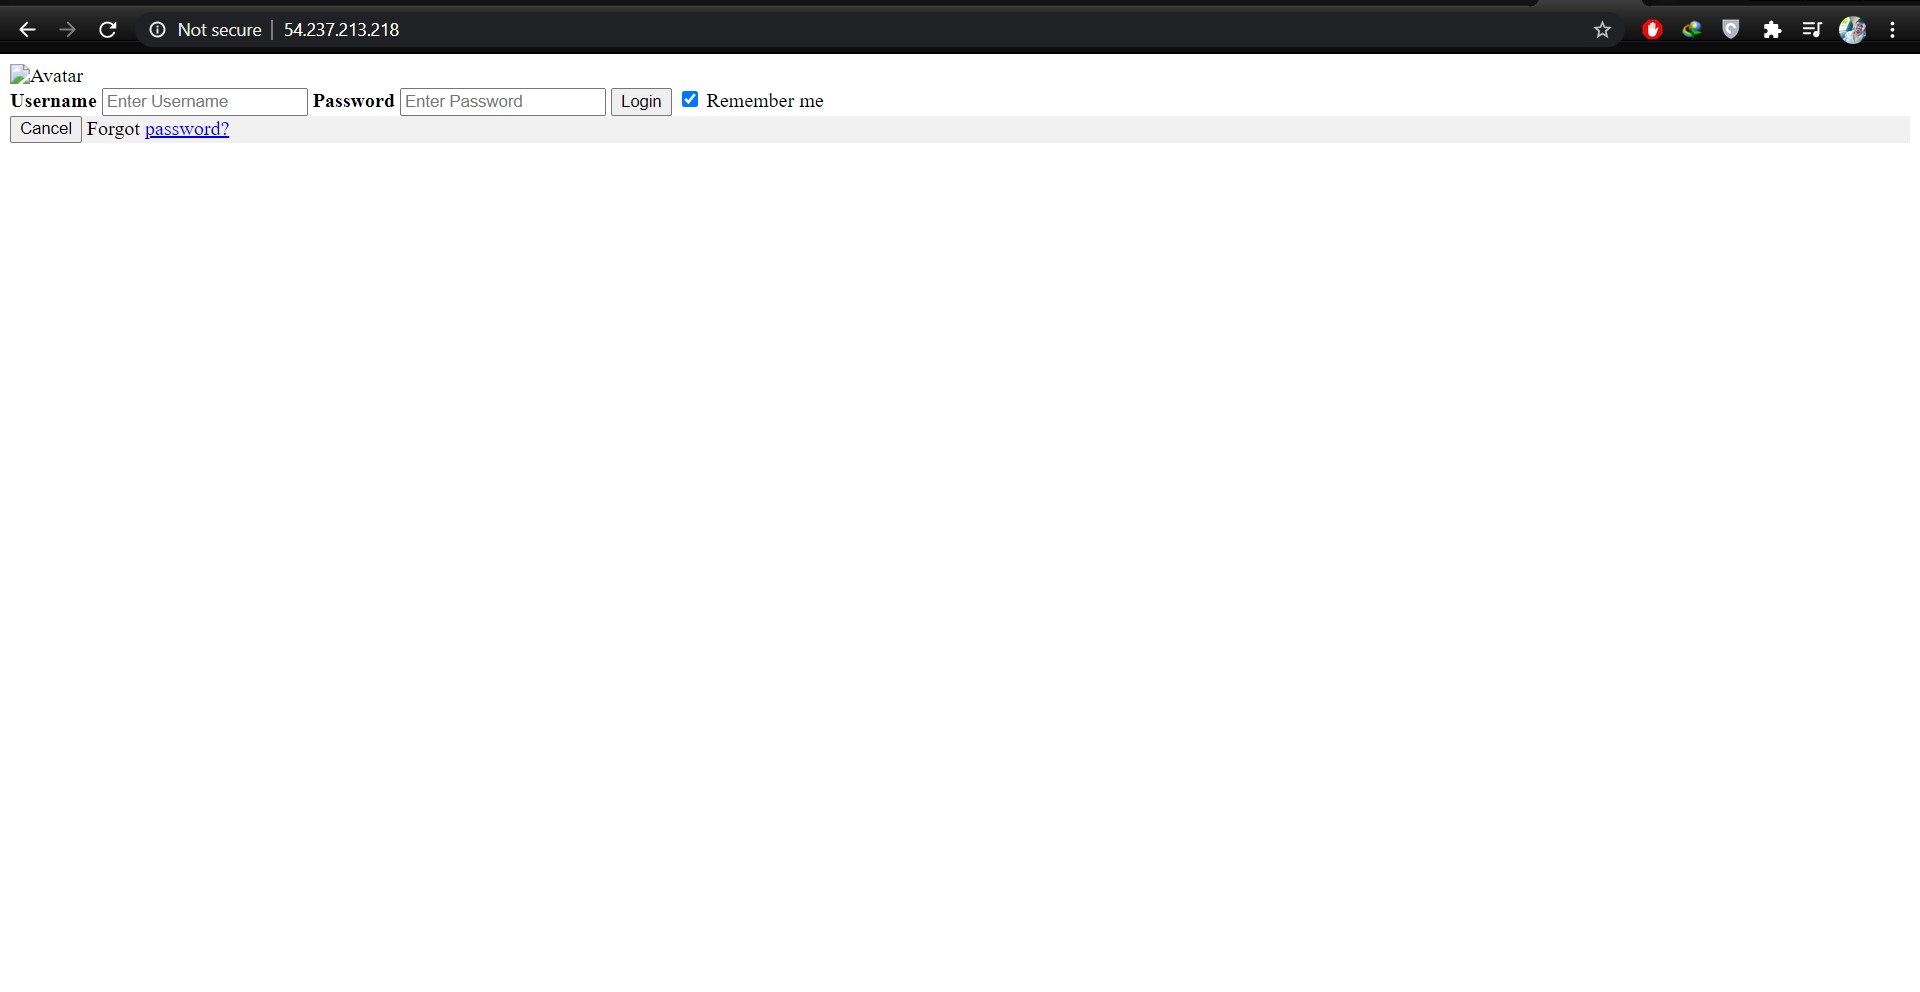 Not secure | 54.237.213.218
Avatar
Username Enter Username Password Enter Password Login Remember me
Cancel Forgot password?